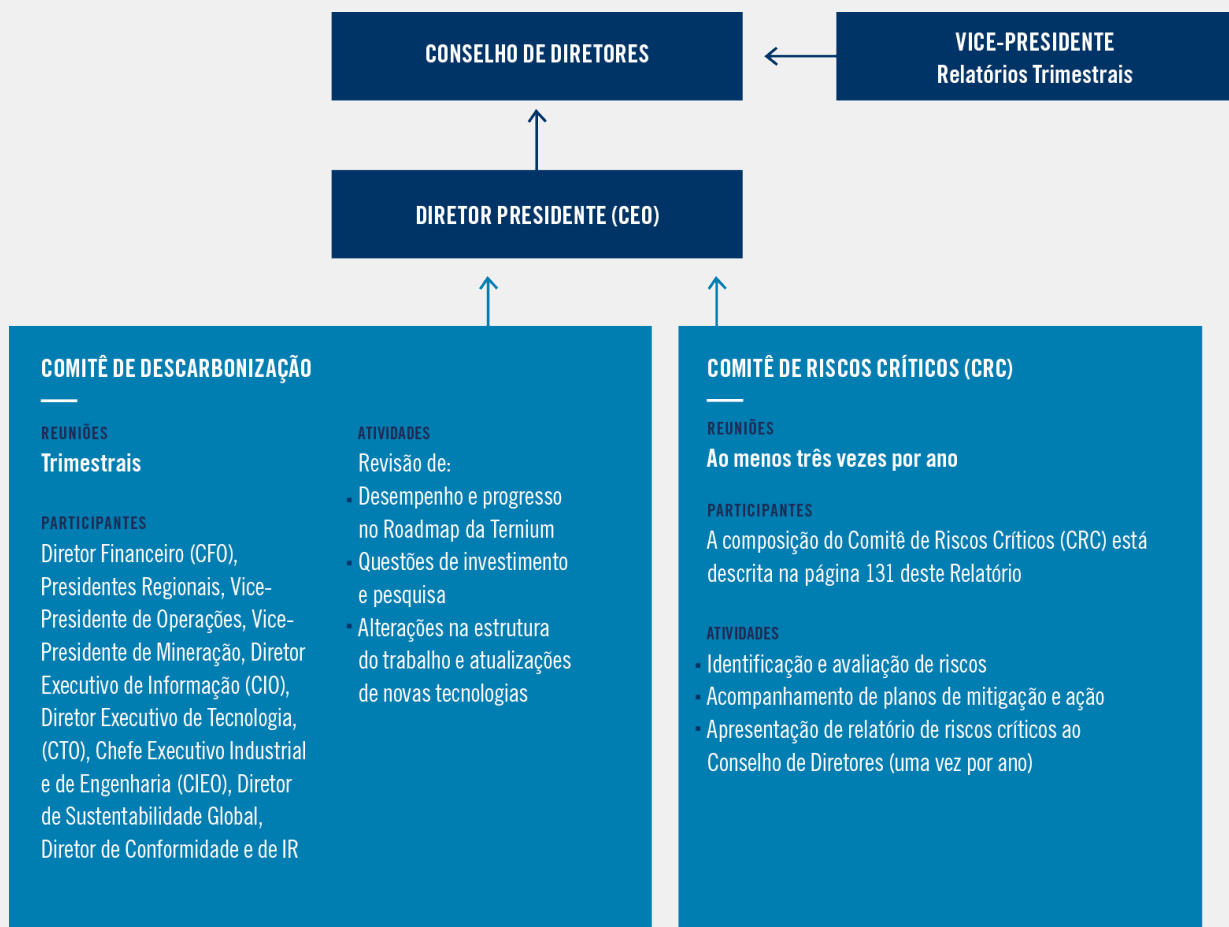 CONSELHO DE DIRETORES
VICE-PRESIDENTE
Relatórios Trimestrais
DIRETOR PRESIDENTE (CEO)
COMITÊ DE DESCARBONIZAÇÃO
REUNIÕES
Trimestrais
PARTICIPANTES
Diretor Financeiro (CFO),
Presidentes Regionais, Vice-
Presidente de Operações, Vice-
Presidente de Mineração, Diretor
Executivo de Informação (CIO),
Diretor Executivo de Tecnologia,
(CTO), Chefe Executivo Industrial
e de Engenharia (CIEO), Diretor
de Sustentabilidade Global,
Diretor de Conformidade e de IR
ATIVIDADES
Revisão de:
▪ Desempenho e progresso
no Roadmap da Ternium
▪ Questões de investimento
e pesquisa
▪ Alterações na estrutura
do trabalho e atualizações
de novas tecnologias
COMITÊ DE RISCOS CRÍTICOS (CRC)
REUNIÕES
Ao menos três vezes por ano
PARTICIPANTES
A composição do Comitê de Riscos Críticos (CRC) está
descrita na página 131 deste Relatório
ATIVIDADES
▪ Identificação e avaliação de riscos
▪ Acompanhamento de planos de mitigação e ação
▪ Apresentação de relatório de riscos críticos ao
Conselho de Diretores (uma vez por ano)